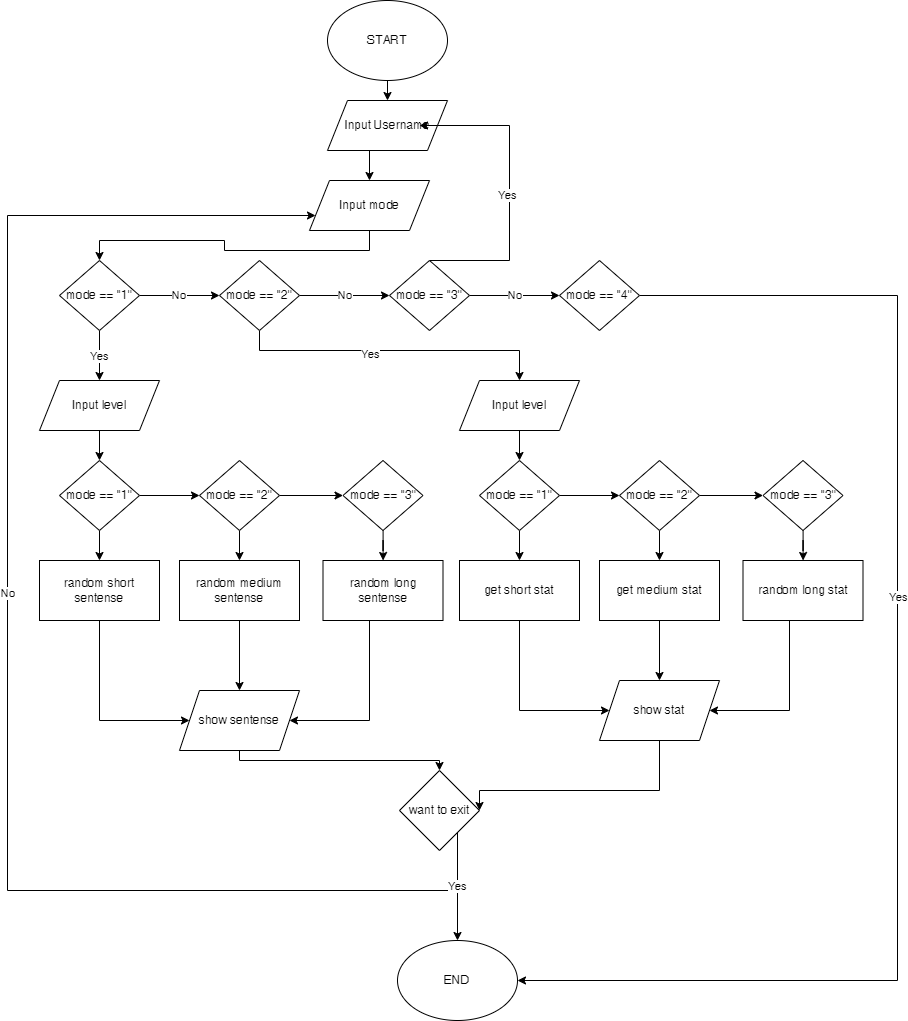 START
Input Username
Yes
Input mode
mode == "1"
No
mode == "2"
No
mode == "3"
No
mode == "4"
Yes
Yes
Input level
Input level
mode == "1"
mode == "2"
mode == "3"
mode == "1"
mode == "2"
mode == "3"
random short
sentense
random medium
sentense
random long
sentense
get short stat
get medium stat
random long stat
No
Yes
show sentense
show stat
want to exit
Yes
END